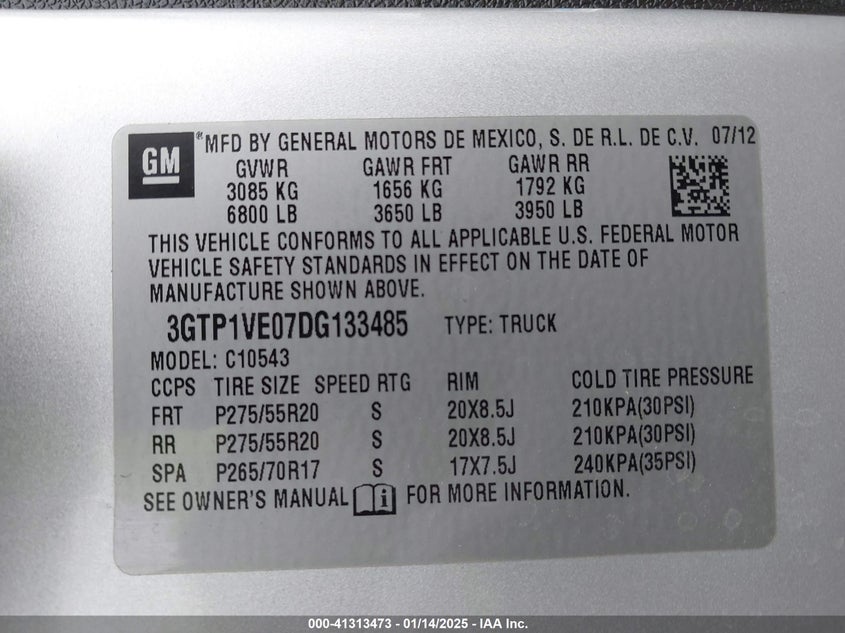 GM
® MFD BY GENERAL MOTORS DE MEXICO, S. DE R.L. DE C.V. 07/12
GVWR GAWR FRT GAWR RR
3085 KG 1656 KG 1792 KG
6800 LB 3650 LB 3950 LB
THIS VEHICLE CONFORMS TO ALL APPLICABLE U.S. FEDERAL MOTOR
VEHICLE SAFETY STANDARDS IN EFFECT ON THE DATE OF
MANUFACTURE SHOWN ABOVE.
3GTP1VE07DG133485 TYPE: TRUCK
MODEL: C10543
CCPS TIRE SIZE SPEED RTG RIM COLD TIRE PRESSURE
FRT P275/55R20 S 20X8.5J 210KPA(30PSI)
RR P275/55R20 S 20X8.5J 210KPA(30PSI)
SPA P265/70R17 S 17X7.5J 240KPA(35PSI)
SEE OWNER'S MANUAL i FOR MORE INFORMATION.
000-41313473 - 01/14/2025 - IAA Inc.